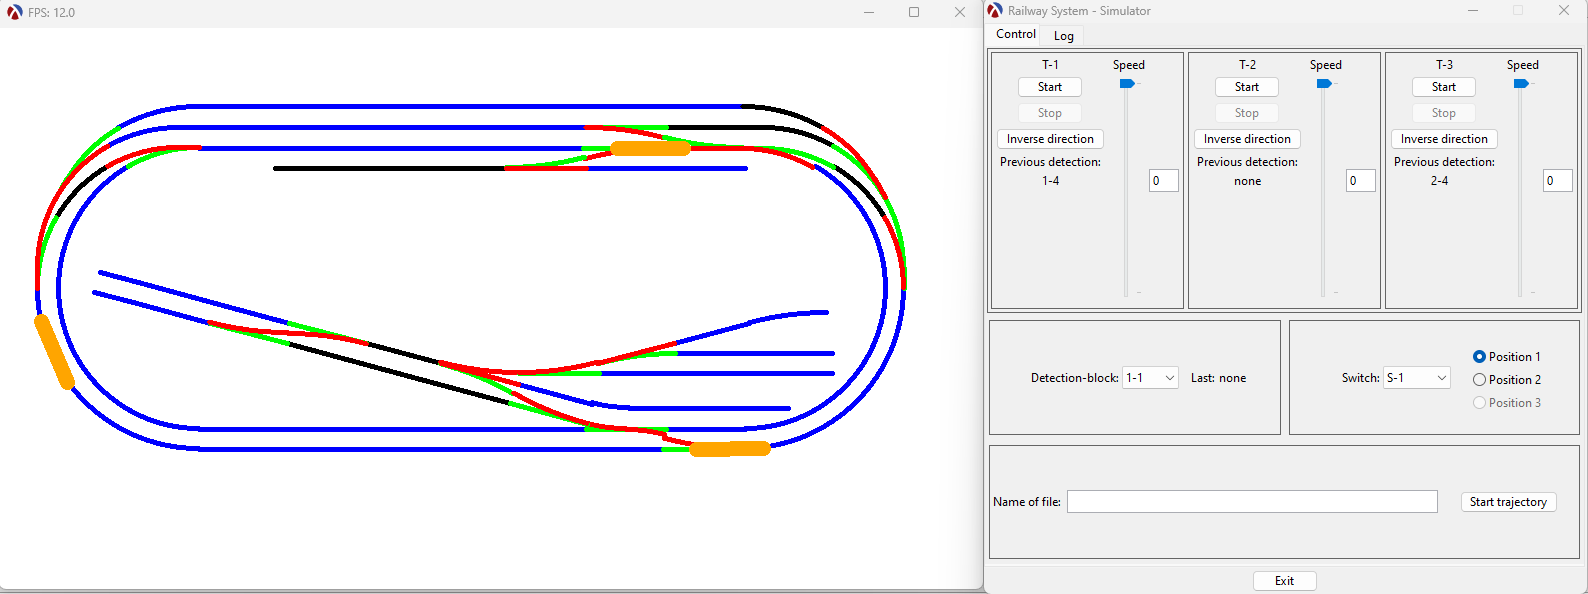 FPS: 12.0
Railway System - Simulator
Control Log
T-1 Speed T-2 Speed T-3 Speed
Start Start Start
Stop Stop Stop
Inverse direction Inverse direction Inverse direction
Previous detection: Previous detection: Previous detection:
1-4 0 none 0 2-4 0
Position 1
Detection-block: 1-1 Last: none Switch: S-1 Position 2
Position 3
Name of file: Start trajectory
Exit